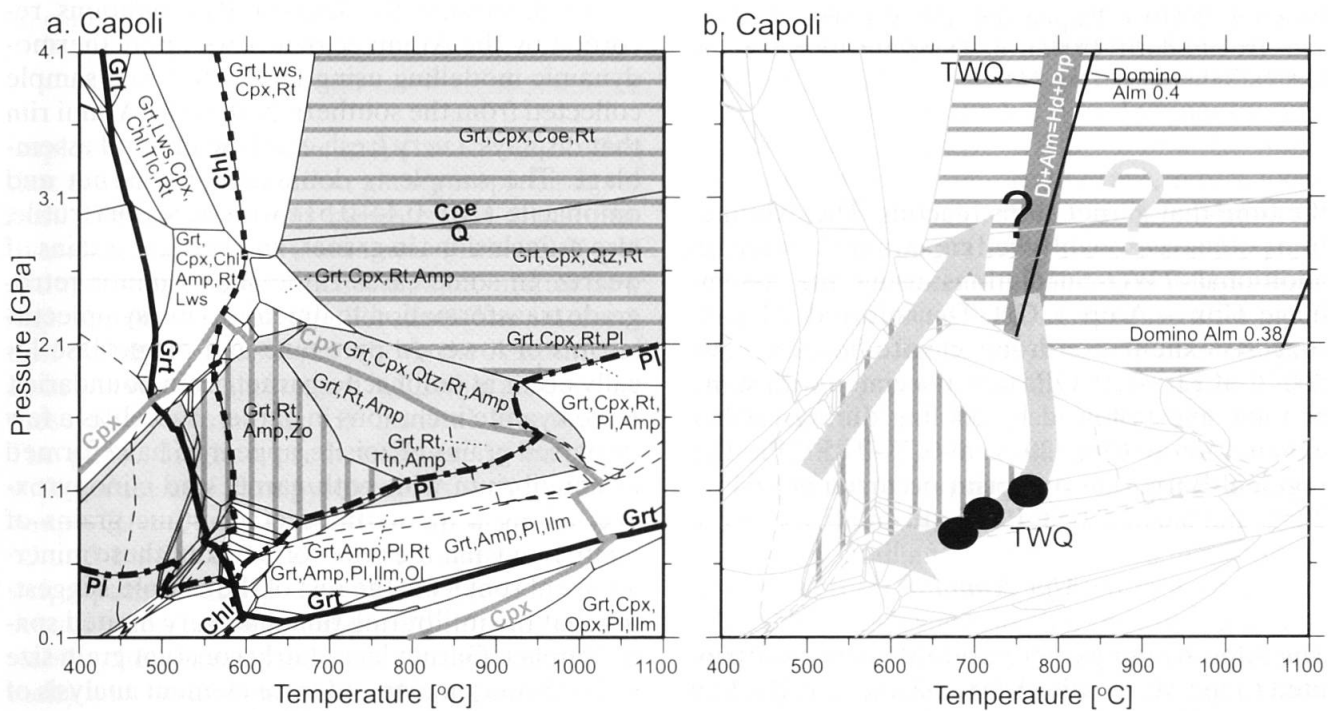 a. Capoli
Pressure [GPa]
4.1
3.1
2.1
1.1
0.1
Grt
Grt,Lws,Cpx,
Chl,Tlc,Rt
Grt,Lws,
Cpx,Rt
Chl
Grt,Cpx,Coe,Rt
Coe
Q
Grt,
Cpx,Chl
Amp,Rt
Lws
Grt,Cpx,Qtz,Rt
Grt,Cpx,Rt,Amp
Grt
Cpx
Grt,Cpx,Qtz,Rt,Amp
Grt,Cpx,Rt,Pl
Pl
Cpx
Grt,Rt,Amp
Grt,Rt,
Amp,Zo
Grt,Cpx,Rt,
Pl,Amp
Grt,Rt,
Ttn,Amp
Pl
Pl
Grt,Amp,Pl,Rt
Grt,Amp,Pl,Ilm
Grt
Grt,Amp,Pl,Ilm,Ol
Grt
Chl
Cpx
Grt,Cpx,
Opx,Pl,Ilm
400 500 600 700 800 900 1000 1100
Temperature [°C]
b. Capoli
TWQ
Domino
Alm 0.4
Di+Alm=Hd+Prp
?
?
Domino Alm 0.38
TWQ
400 500 600 700 800 900 1000 1100
Temperature [°C]